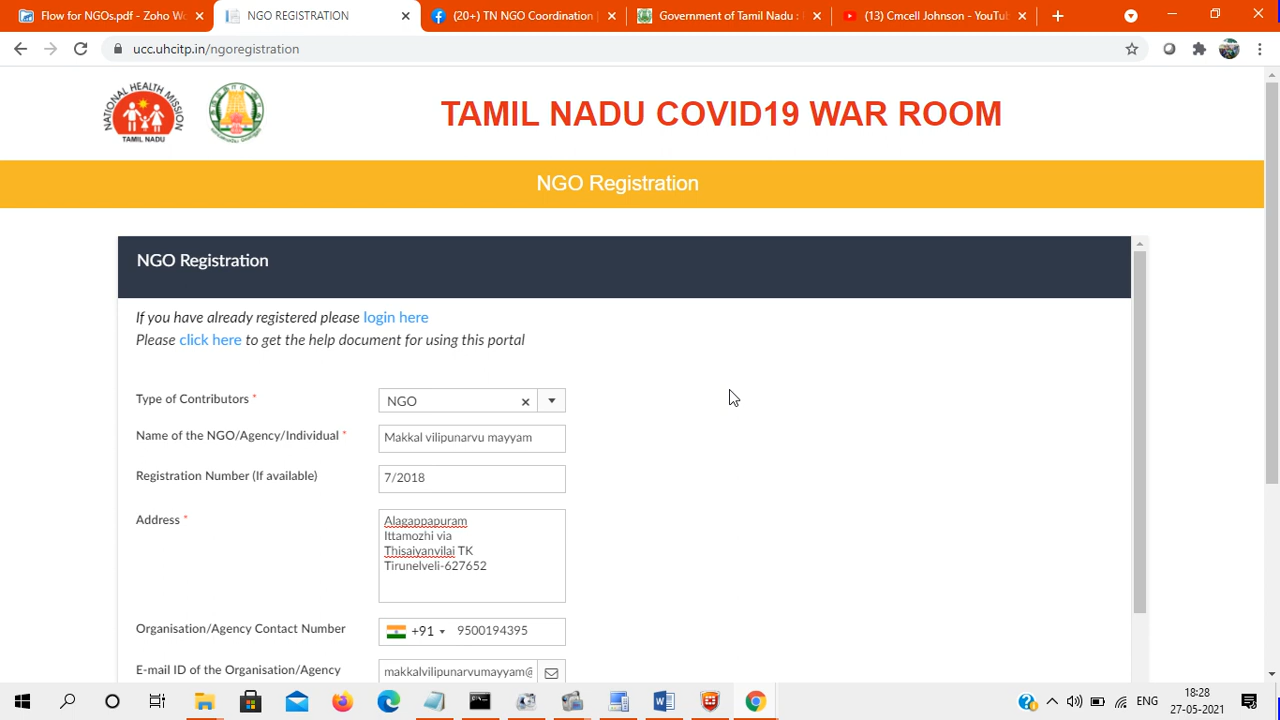 Flow for NGOs.pdf - Zoho Wo
NGO REGISTRATION
(20+) TN NGO Coordination
Government of Tamil Nadu :
(13) Cmcell Johnson - YouTu
ucc.uhcitp.in/ngoregistration
NATIONAL HEALTH MISSION
TAMIL NADU
TAMIL NADU COVID19 WAR ROOM
NGO Registration
NGO Registration
If you have already registered please login here
Please click here to get the help document for using this portal
Type of Contributors * NGO
Name of the NGO/Agency/Individual * Makkal vilipunarvu mayyam
Registration Number (If available) 7/2018
Address * Alagappapuram
Ittamozhi via
Thisaiyanvilai TK
Tirunelveli-627652
Organisation/Agency Contact Number +91 9500194395
E-mail ID of the Organisation/Agency makkalvilipunarvumayyam@
ENG
18:28
27-05-2021